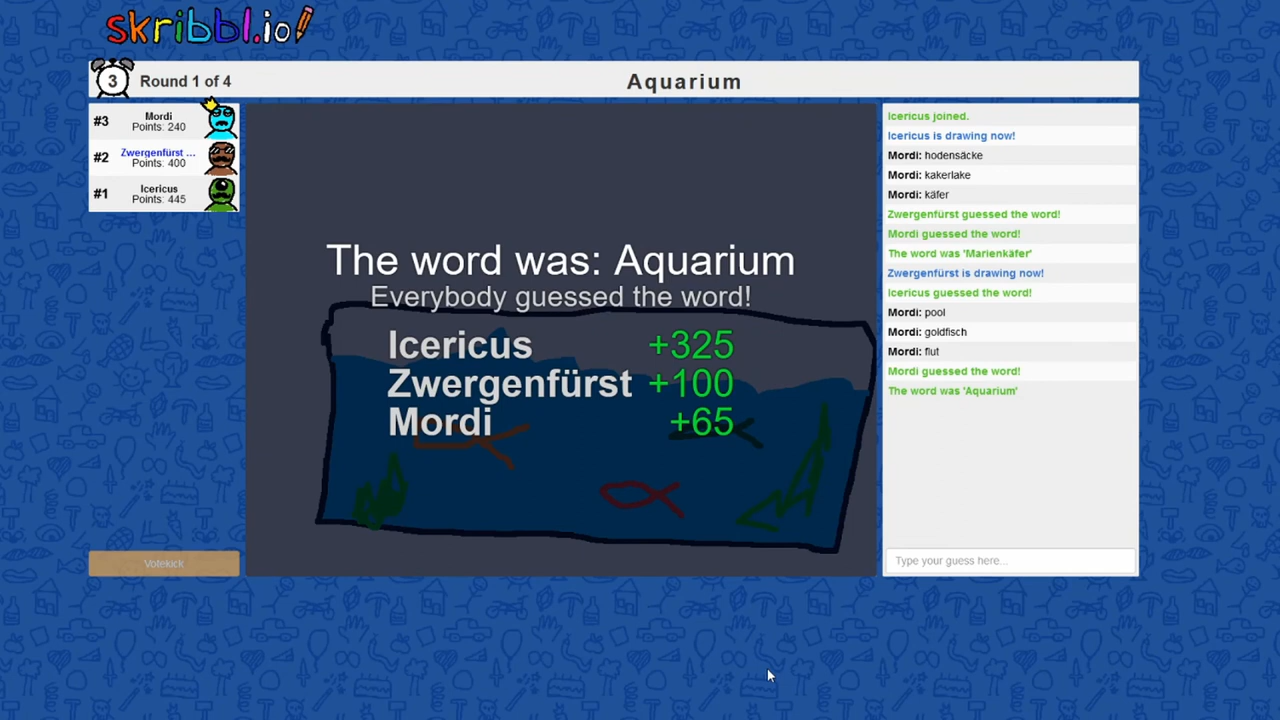 skribbl.io
3
Round 1 of 4
Aquarium
#3
Mordi
Points: 240
#2
Zwergenfürst ...
Points: 400
#1
Icericus
Points: 445
Votekick
The word was: Aquarium
Everybody guessed the word!
Icericus +325
Zwergenfürst +100
Mordi +65
Icericus joined.
Icericus is drawing now!
Mordi: hodensäcke
Mordi: kakerlake
Mordi: käfer
Zwergenfürst guessed the word!
Mordi guessed the word!
The word was 'Marienkäfer'
Zwergenfürst is drawing now!
Icericus guessed the word!
Mordi: pool
Mordi: goldfisch
Mordi: flut
Mordi guessed the word!
The word was 'Aquarium'
Type your guess here...